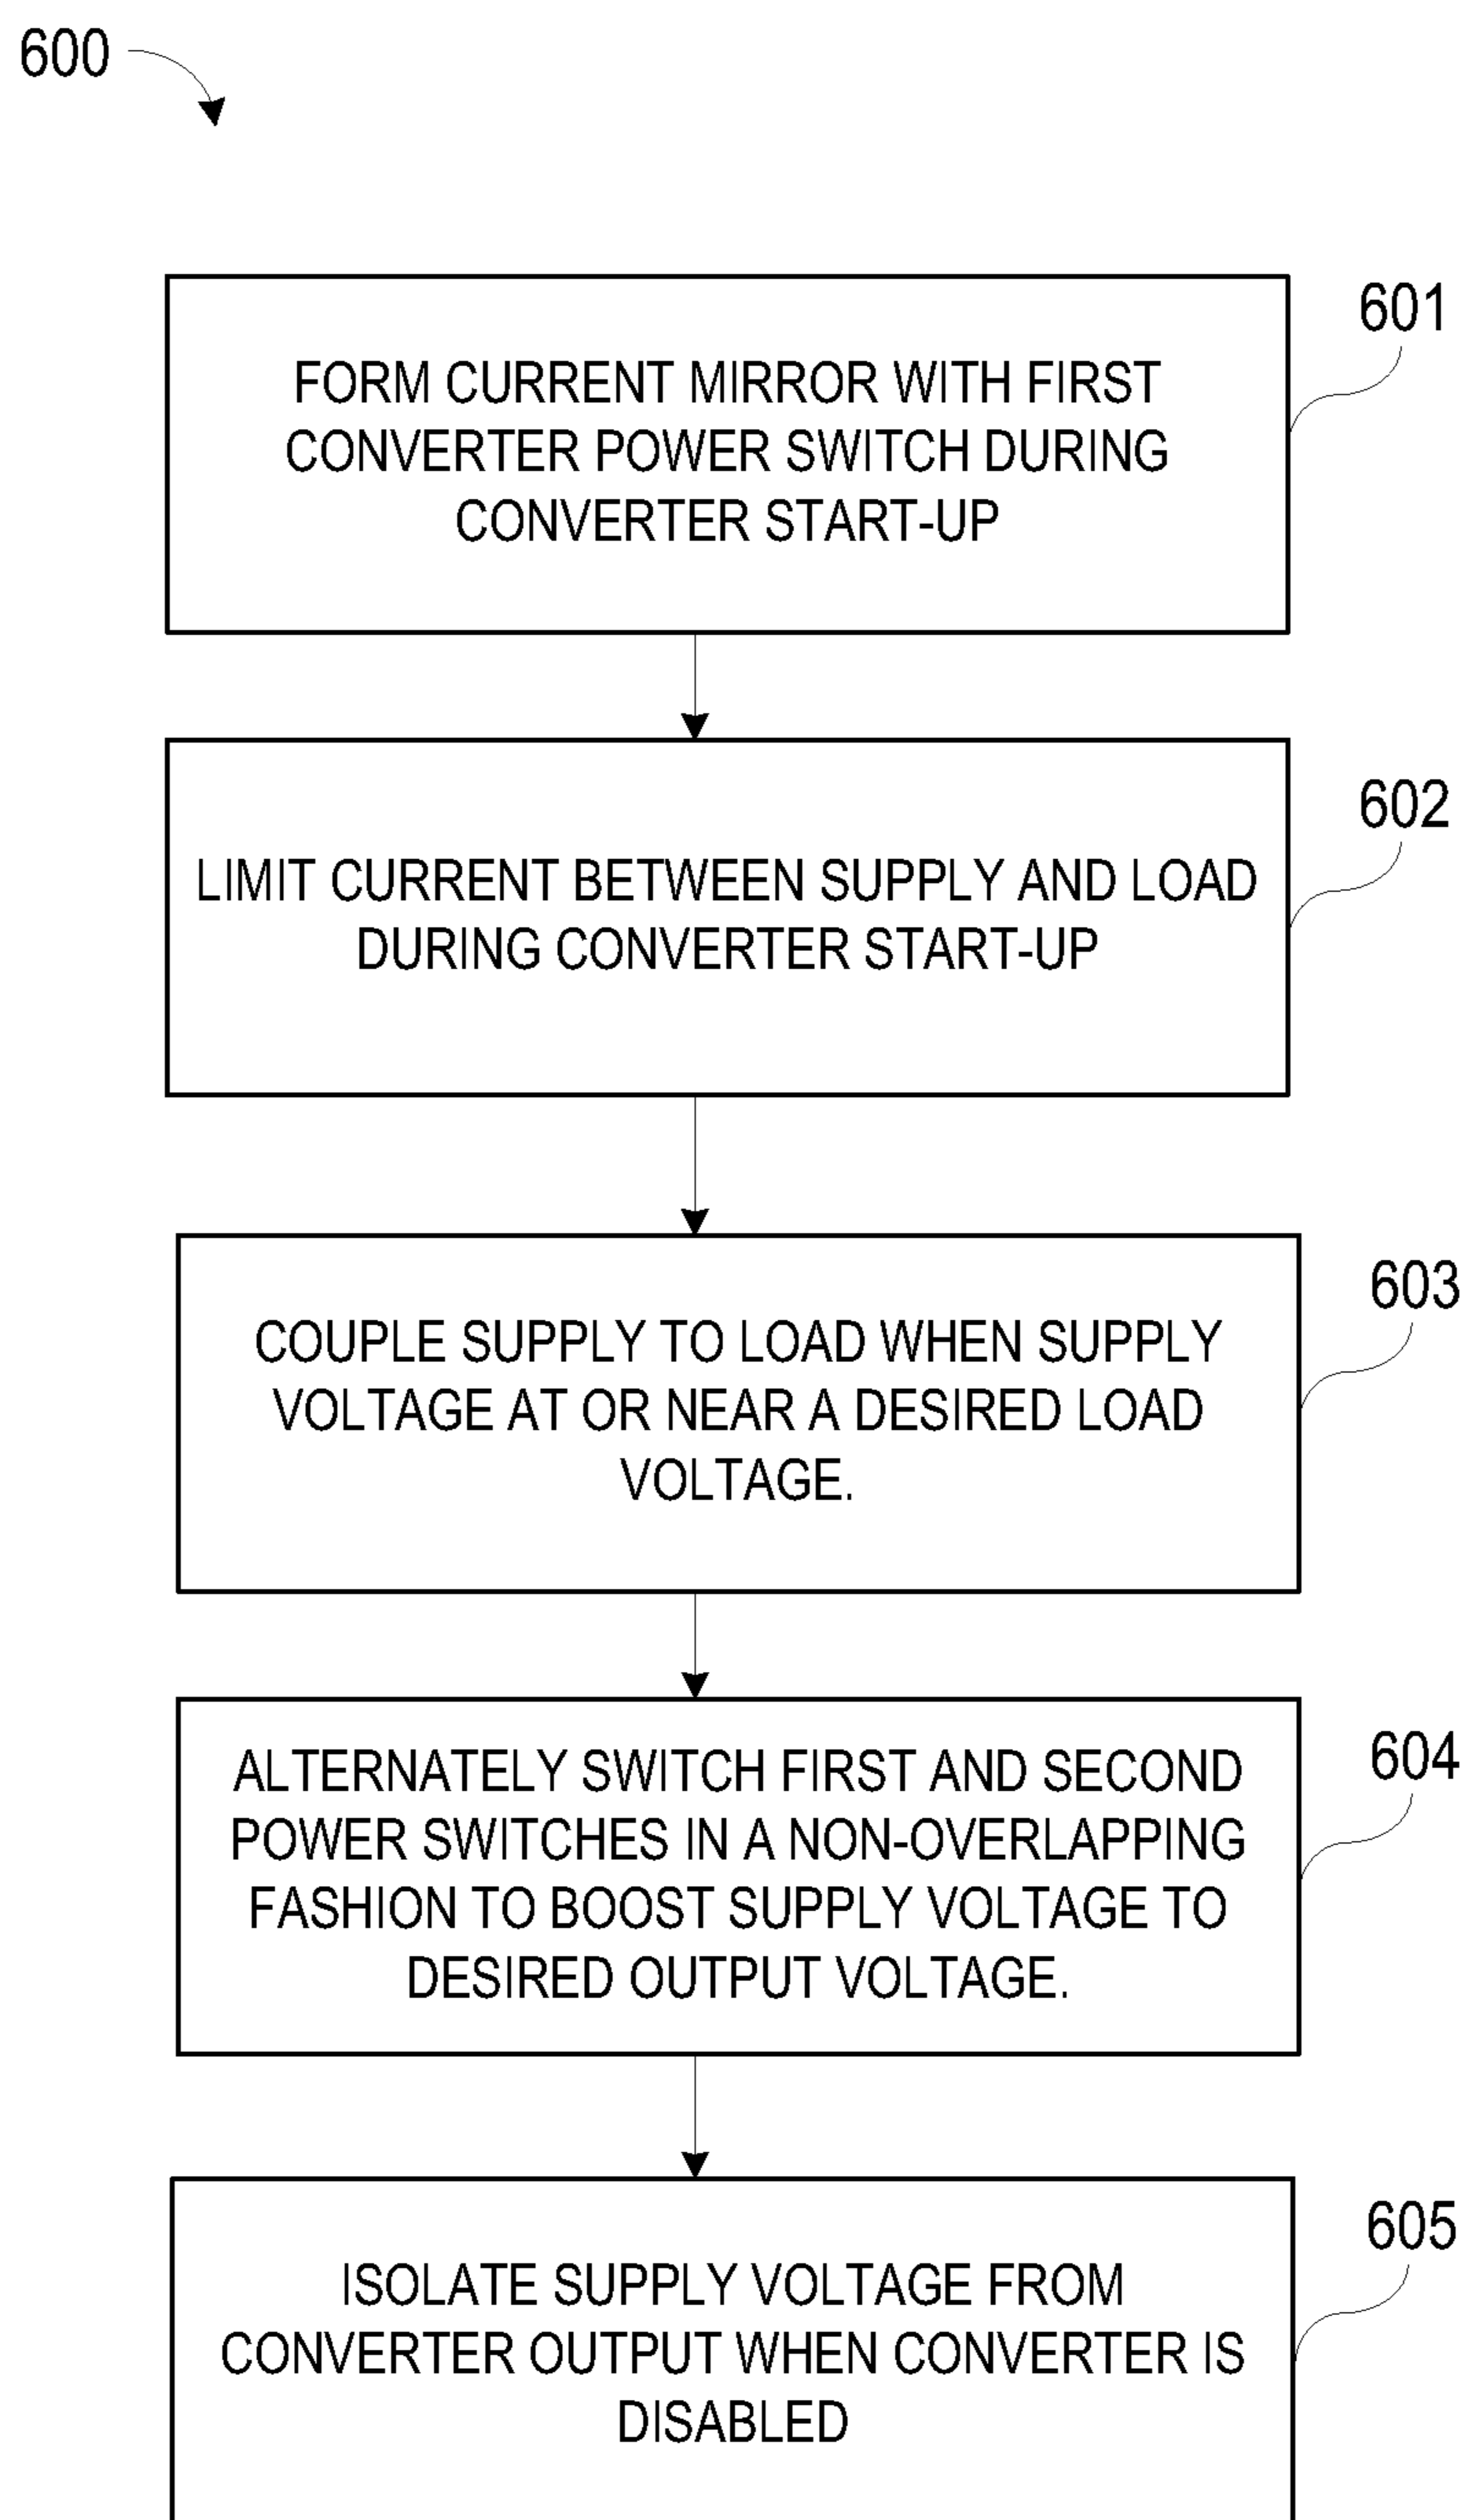 600
601
FORM CURRENT MIRROR WITH FIRST
CONVERTER POWER SWITCH DURING
CONVERTER START-UP
602
LIMIT CURRENT BETWEEN SUPPLY AND LOAD
DURING CONVERTER START-UP
603
COUPLE SUPPLY TO LOAD WHEN SUPPLY
VOLTAGE AT OR NEAR A DESIRED LOAD
VOLTAGE.
604
ALTERNATELY SWITCH FIRST AND SECOND
POWER SWITCHES IN A NON-OVERLAPPING
FASHION TO BOOST SUPPLY VOLTAGE TO
DESIRED OUTPUT VOLTAGE.
605
ISOLATE SUPPLY VOLTAGE FROM
CONVERTER OUTPUT WHEN CONVERTER IS
DISABLED